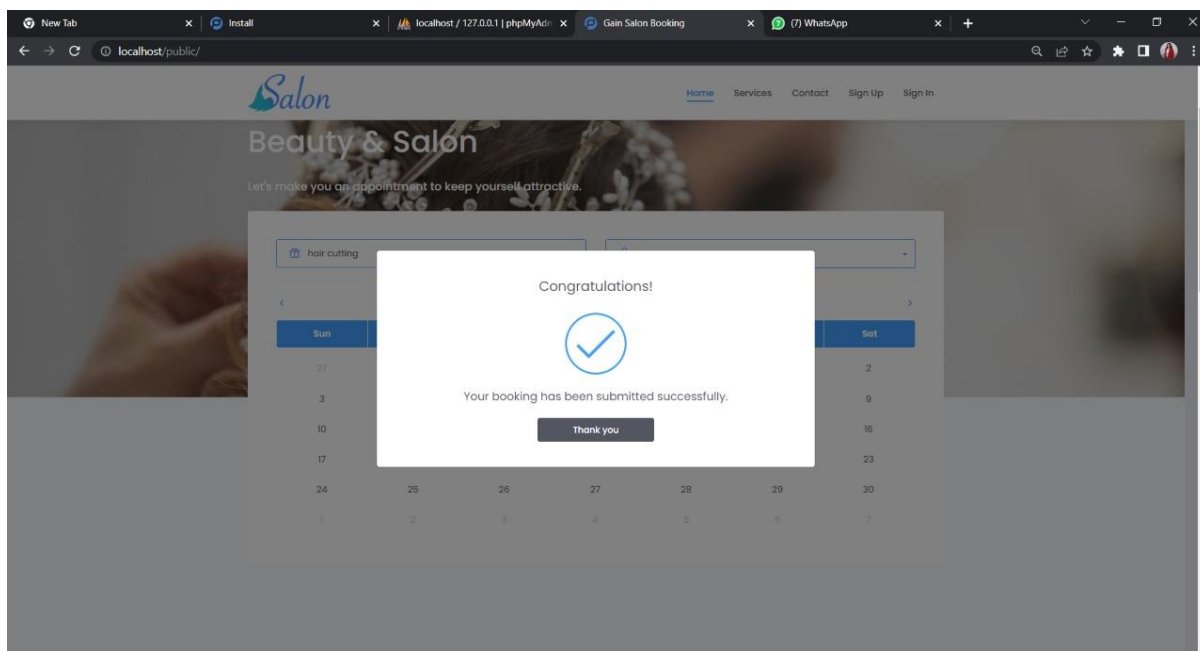 New Tab
Install
localhost / 127.0.0.1 | phpMyAdm
Gain Salon Booking
(7) WhatsApp
localhost/public/
Salon
Home Services Contact Sign Up Sign In
Beauty & Salon
Let's make you an appointment to keep yourself attractive.
hair cutting
Congratulations!
Your booking has been submitted successfully.
Thank you
Sun Sat
27 2
3 9
10 16
17 23
24 25 26 27 28 29 30
1 2 3 4 5 6 7